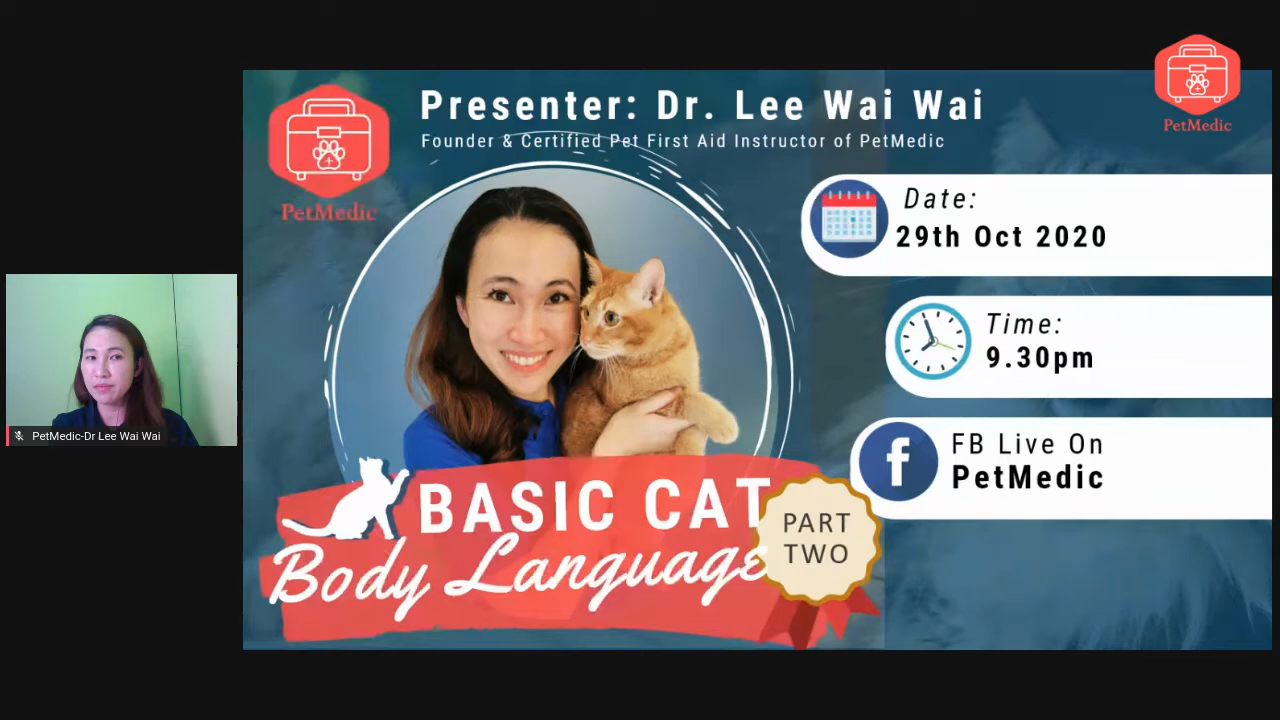 Presenter: Dr. Lee Wai Wai
Founder & Certified Pet First Aid Instructor of PetMedic
PetMedic
PetMedic
Date:
29th Oct 2020
Time:
9.30pm
FB Live On
PetMedic
BASIC CAT
Body Language
PART
TWO
PetMedic-Dr Lee Wai Wai